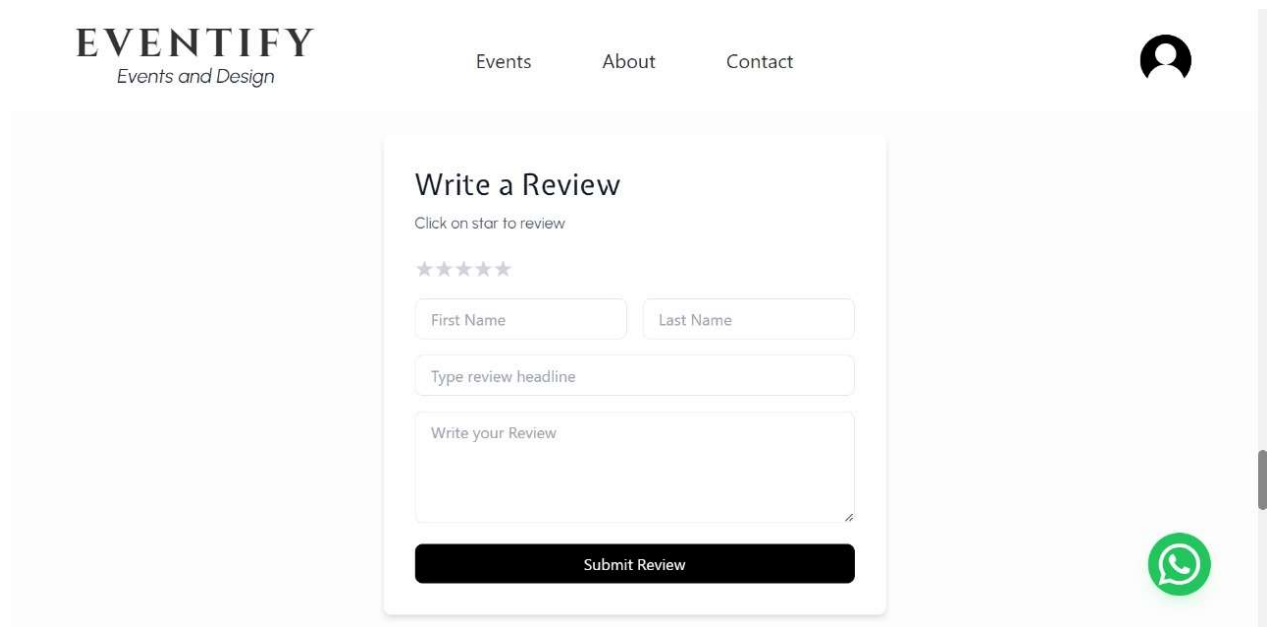 EVENTIFY
Events and Design
Events About Contact
Write a Review
Click on star to review
First Name Last Name
Type review headline
Write your Review
Submit Review